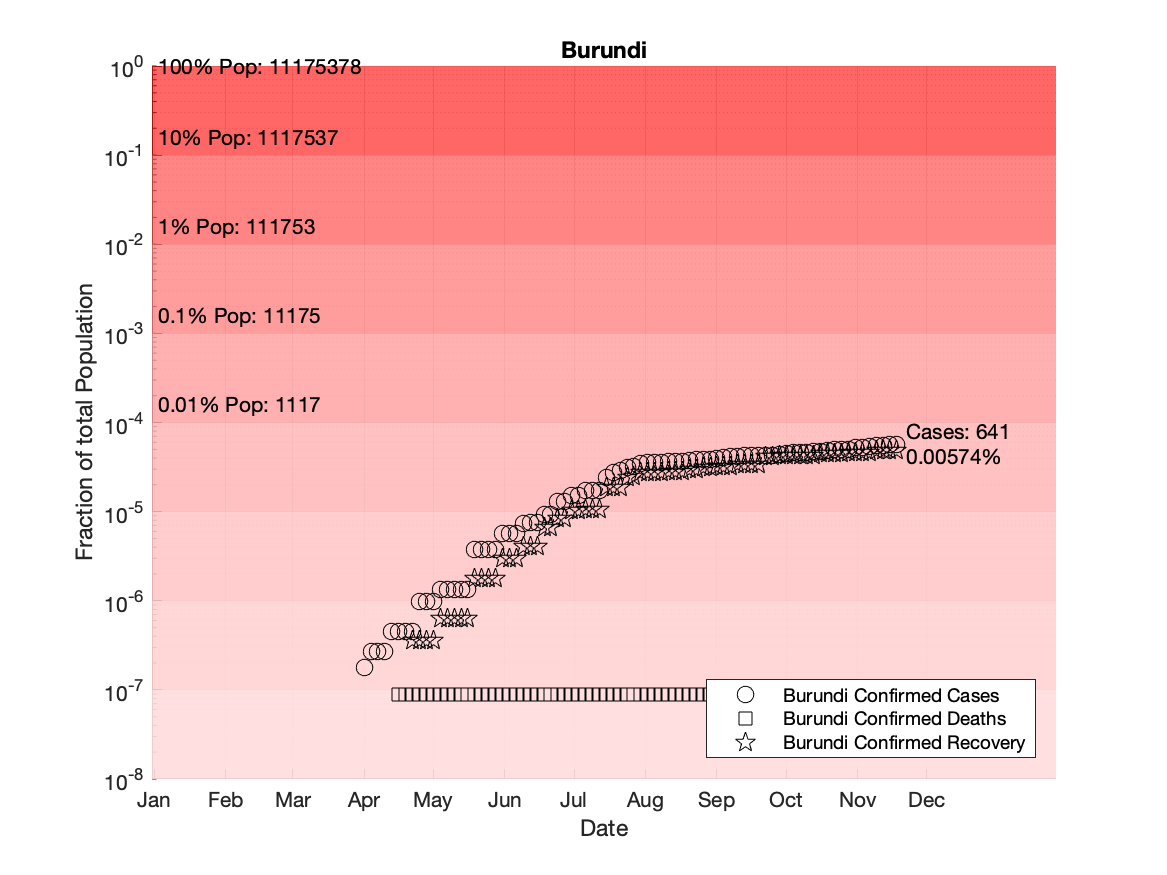 Burundi
10^0
100% Pop: 11175378
10% Pop: 1117537
10^-1
1% Pop: 111753
10^-2
0.1% Pop: 11175
10^-3
0.01% Pop: 1117
10^-4
Cases: 641
0.00574%
10^-5
10^-6
10^-7
10^-8
Fraction of total Population
Burundi Confirmed Cases
Burundi Confirmed Deaths
Burundi Confirmed Recovery
Jan Feb Mar Apr May Jun Jul Aug Sep Oct Nov Dec
Date